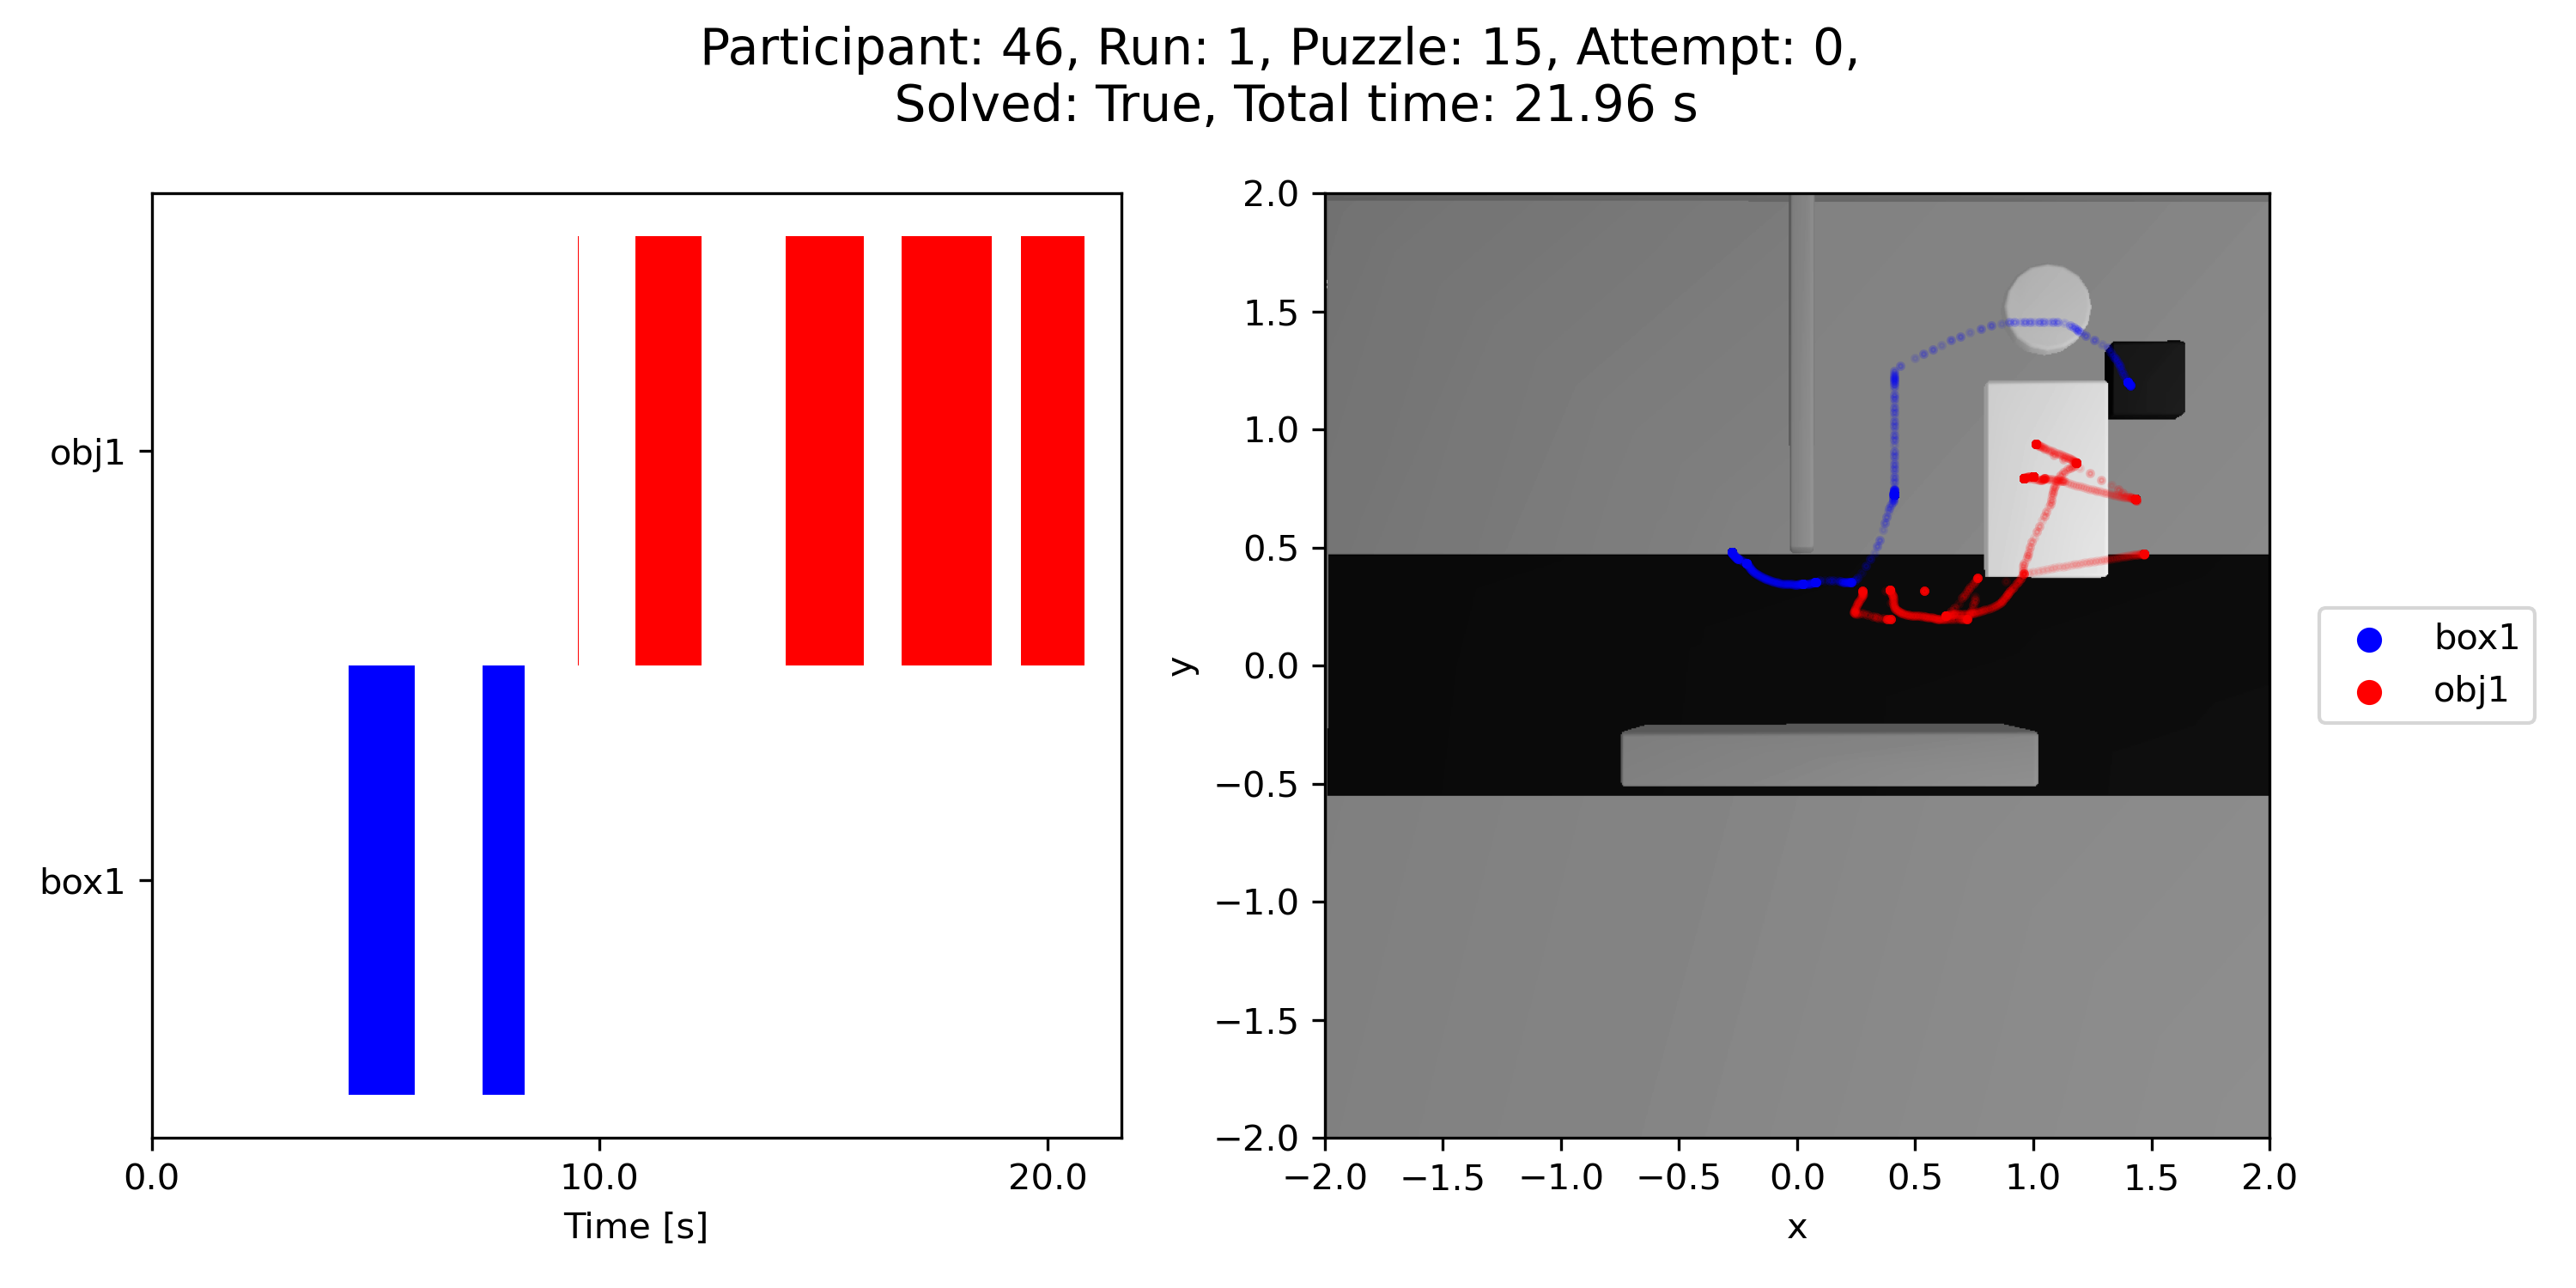 Participant: 46, Run: 1, Puzzle: 15, Attempt: 0,
Solved: True, Total time: 21.96 s
obj1
box1
0.0 10.0 20.0
Time [s]
2.0
1.5
1.0
0.5
0.0
−0.5
−1.0
−1.5
−2.0
y
−2.0 −1.5 −1.0 −0.5 0.0 0.5 1.0 1.5 2.0
x
box1
obj1